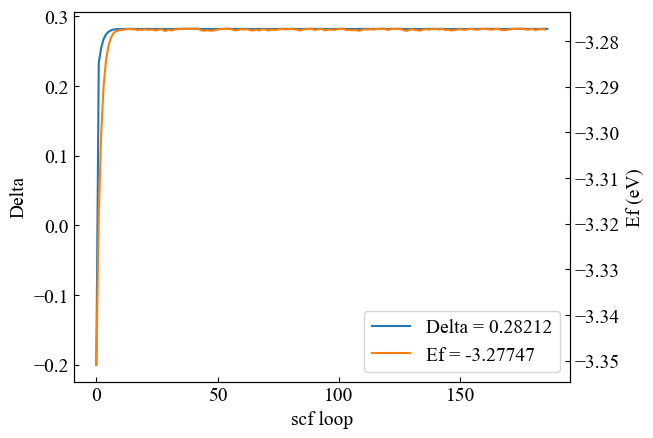 0.3
0.2
0.1
0.0
−0.1
−0.2
Delta
−3.28
−3.29
−3.30
−3.31
−3.32
−3.33
−3.34
−3.35
Ef (eV)
Delta = 0.28212
Ef = -3.27747
0 50 100 150
scf loop